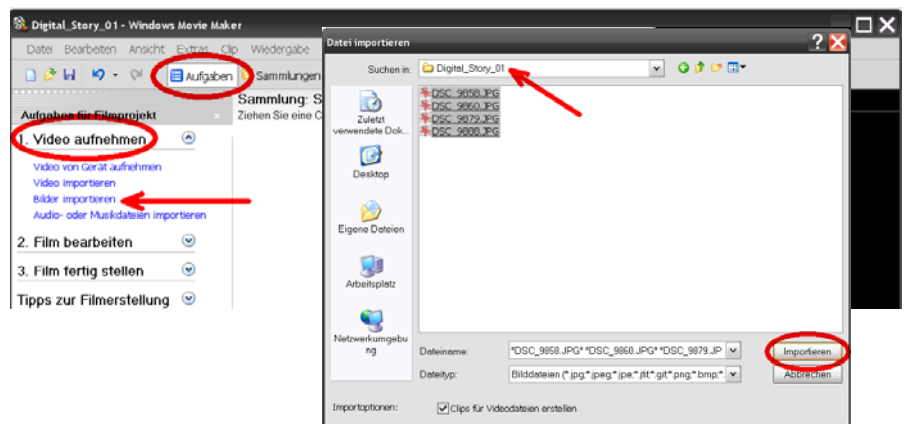 Digital_Story_01 - Windows Movie Maker
Datei Bearbeiten Ansicht Extras Clip Wiedergabe
Aufgaben Sammlungen
Aufgaben für Filmprojekt
Sammlung: S
Ziehen Sie eine C
1. Video aufnehmen
Video von Gerät aufnehmen
Video importieren
Bilder importieren
Audio- oder Musikdateien importieren
2. Film bearbeiten
3. Film fertig stellen
Tipps zur Filmerstellung
Datei importieren
Suchen in: Digital_Story_01
Zuletzt
verwendete Dok...
Desktop
Eigene Dateien
Arbeitsplatz
Netzwerkumgebu
ng
DSC_9858.JPG
DSC_9860.JPG
DSC_9879.JPG
DSC_9888.JPG
Dateiname: "DSC_9858.JPG" "DSC_9860.JPG" "DSC_9879.JP
Importieren
Dateityp: Bilddateien (*.jpg;*.jpeg;*.jpe;*.jfif;*.gif;*.png;*.bmp;*.
Abbrechen
Importoptionen: Clips für Videodateien erstellen